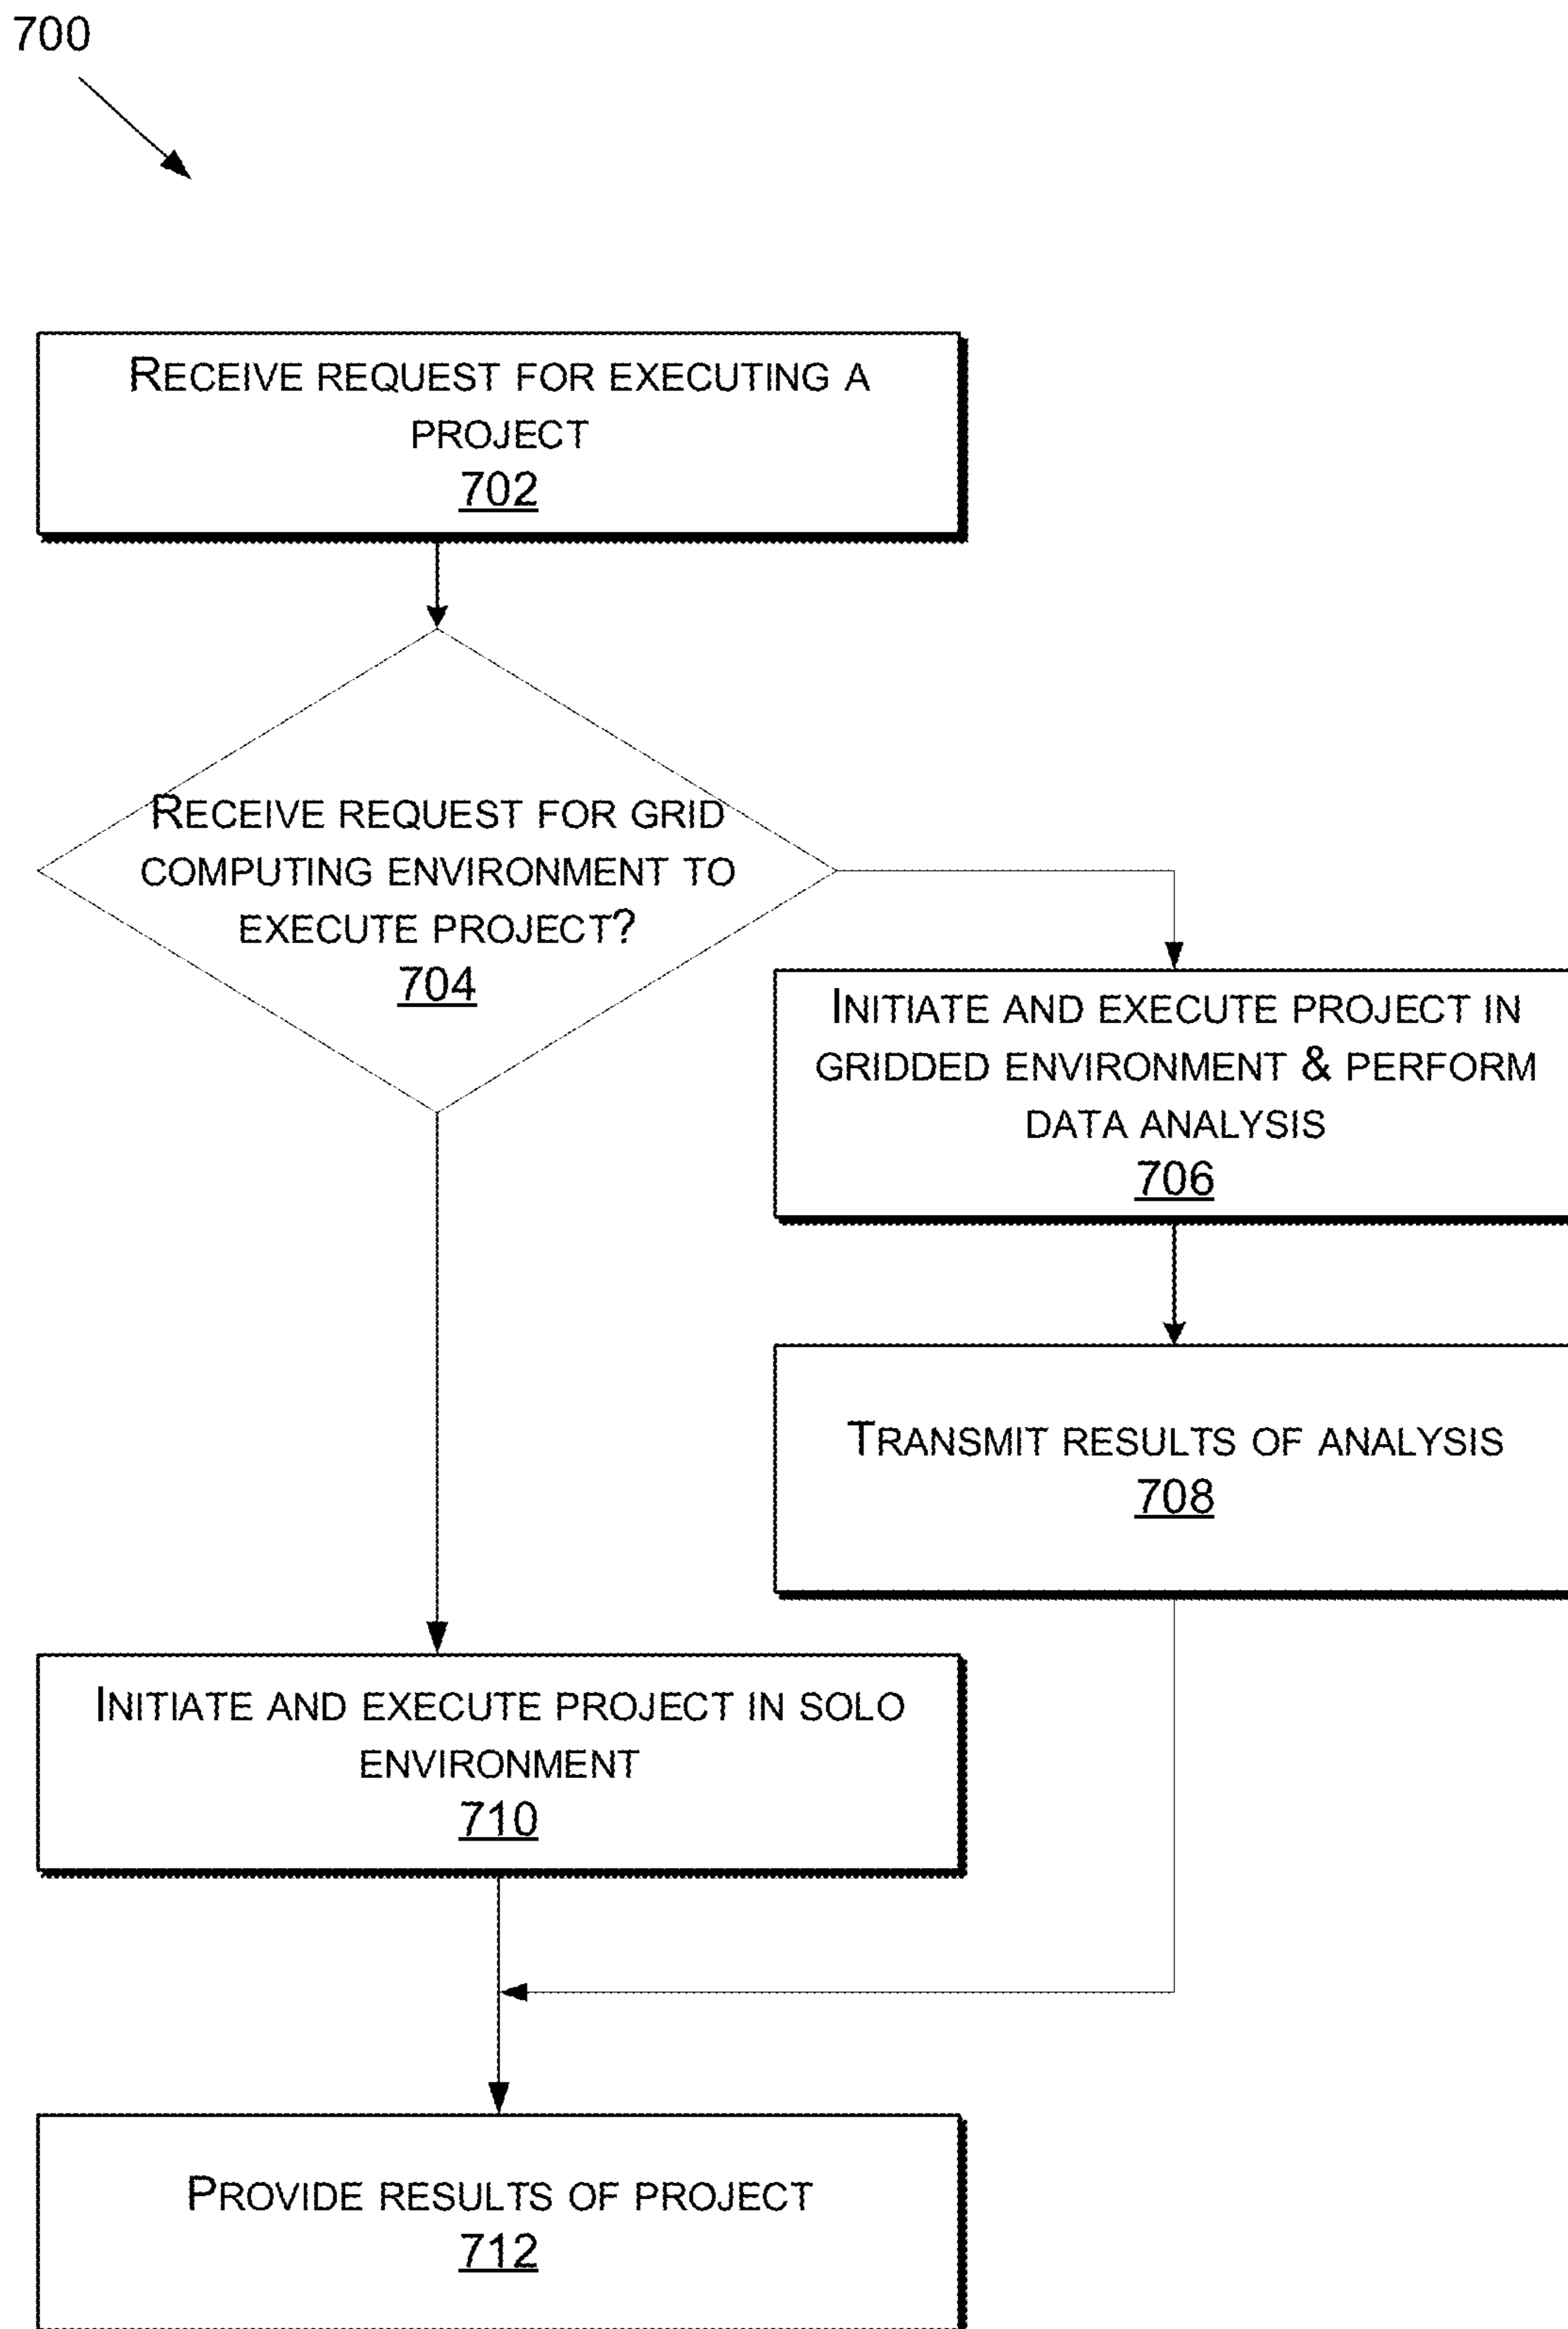 700
RECEIVE REQUEST FOR EXECUTING A
PROJECT
702
RECEIVE REQUEST FOR GRID
COMPUTING ENVIRONMENT TO
EXECUTE PROJECT?
704
INITIATE AND EXECUTE PROJECT IN
GRIDDED ENVIRONMENT & PERFORM
DATA ANALYSIS
706
TRANSMIT RESULTS OF ANALYSIS
708
INITIATE AND EXECUTE PROJECT IN SOLO
ENVIRONMENT
710
PROVIDE RESULTS OF PROJECT
712